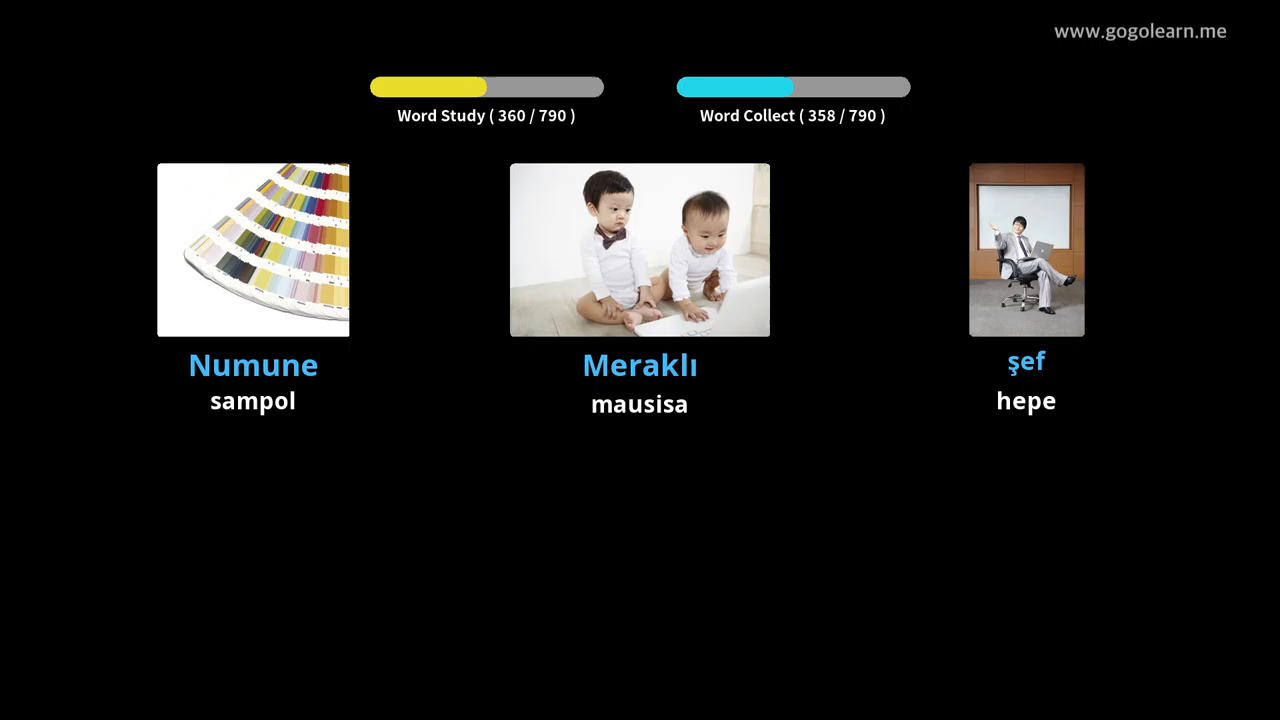 www.gogolearn.me
Word Study ( 360 / 790 )
Word Collect ( 358 / 790 )
Numune
sampol
Meraklı
mausisa
şef
hepe